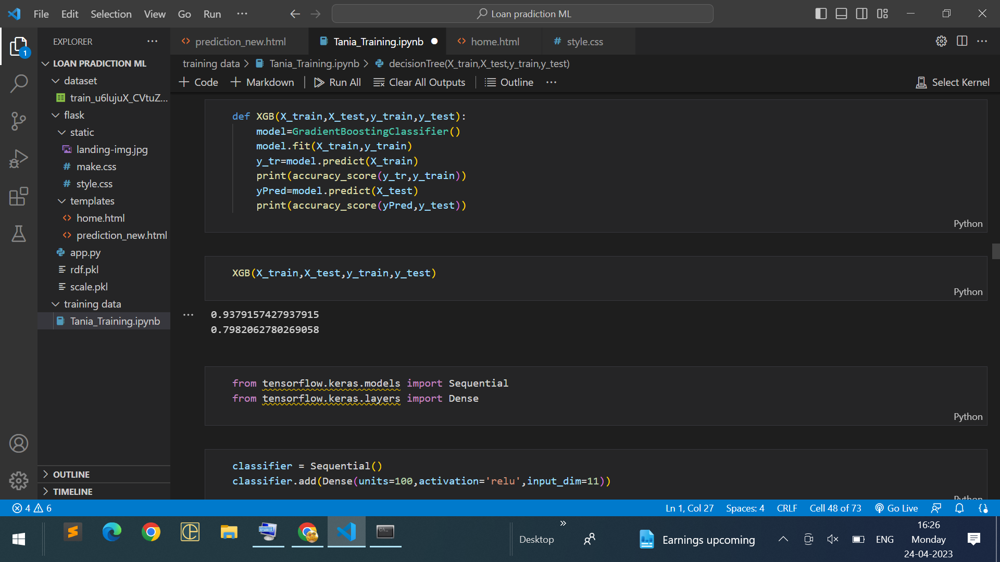 File Edit Selection View Go Run ···
Loan pradiction ML
EXPLORER ···
1
prediction_new.html Tania_Training.ipynb home.html style.css
LOAN PRADICTION ML
training data > Tania_Training.ipynb > decisionTree(X_train,X_test,y_train,y_test)
dataset
+ Code + Markdown Run All Clear All Outputs Outline ··· Select Kernel
train_u6lujuX_CVtuZ...
flask
static
landing-img.jpg
make.css
style.css
templates
home.html
prediction_new.html
app.py
rdf.pkl
scale.pkl
training data
Tania_Training.ipynb
OUTLINE
TIMELINE
def XGB(X_train,X_test,y_train,y_test):
    model=GradientBoostingClassifier()
    model.fit(X_train,y_train)
    y_tr=model.predict(X_train)
    print(accuracy_score(y_tr,y_train))
    yPred=model.predict(X_test)
    print(accuracy_score(yPred,y_test))
Python
XGB(X_train,X_test,y_train,y_test)
Python
··· 0.9379157427937915
0.7982062780269058
from tensorflow.keras.models import Sequential
from tensorflow.keras.layers import Dense
Python
classifier = Sequential()
classifier.add(Dense(units=100,activation='relu',input_dim=11))
Python
4 6 Ln 1, Col 27 Spaces: 4 CRLF Cell 48 of 73 Go Live
Desktop » Earnings upcoming ENG
16:26
Monday
24-04-2023